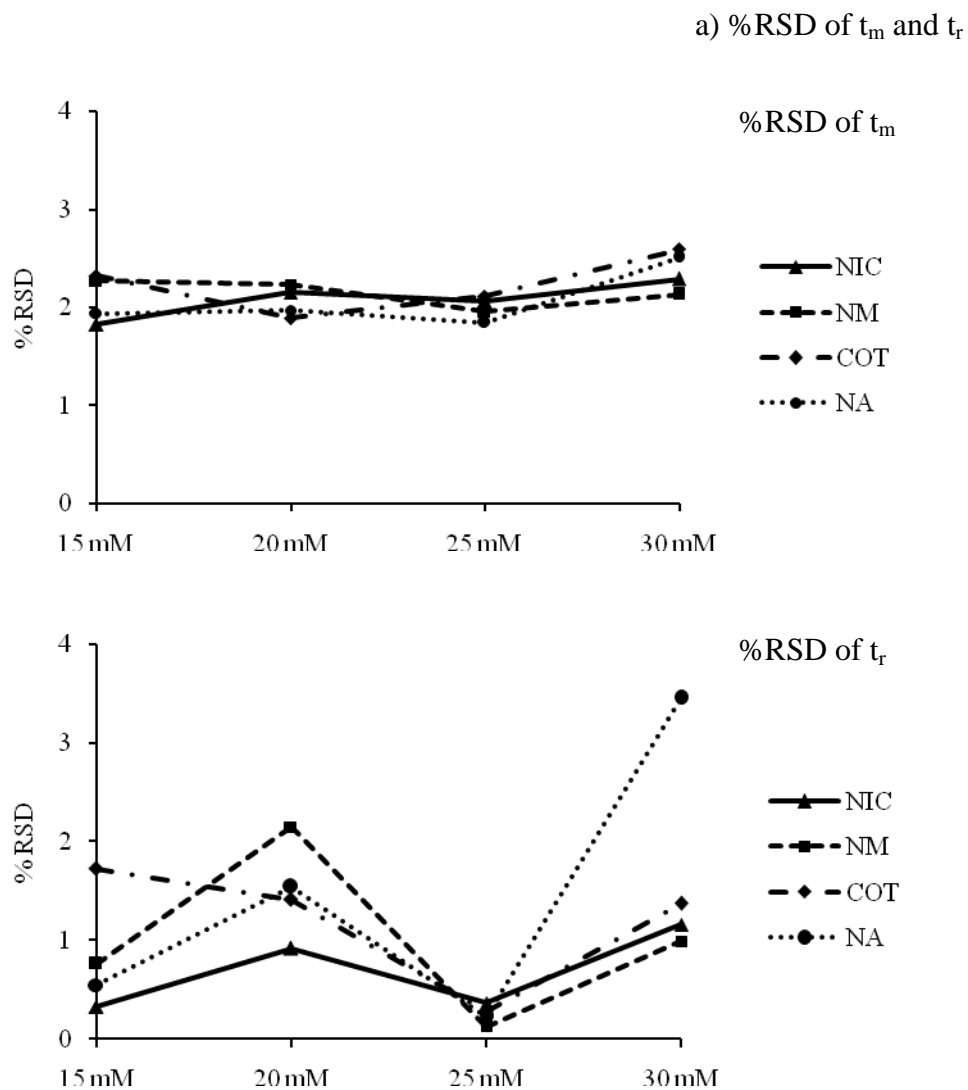 a) %RSD of tm and tr
%RSD of tm
4
3
2
1
0
%RSD
15 mM 20 mM 25 mM 30 mM
NIC
NM
COT
NA
%RSD of tr
4
3
2
1
0
%RSD
15 mM 20 mM 25 mM 30 mM
NIC
NM
COT
NA